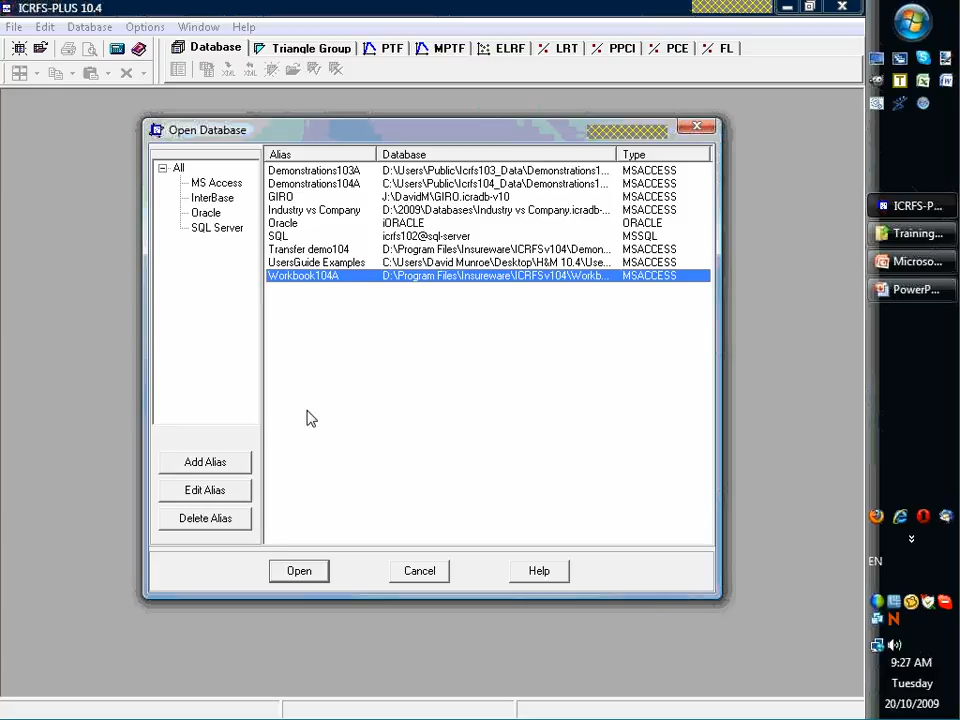 ICRFS-PLUS 10.4
File Edit Database Options Window Help
Database Triangle Group PTF MPTF ELRF LRT PPCI PCE FL
Open Database
Alias Database Type
All
MS Access
InterBase
Oracle
SQL Server
Demonstrations103A D:\Users\Public\Icrfs103_Data\Demonstrations1... MSACCESS
Demonstrations104A C:\Users\Public\Icrfs104_Data\Demonstrations1... MSACCESS
GIRO J:\DavidM\GIRO.icradb-v10 MSACCESS
Industry vs Company D:\2009\Databases\Industry vs Company.icradb-... MSACCESS
Oracle iORACLE ORACLE
SQL icrfs102@sql-server MSSQL
Transfer demo104 D:\Program Files\Insureware\ICRFSv104\Demon... MSACCESS
UsersGuide Examples C:\Users\David Munroe\Desktop\H&M 10.4\Use... MSACCESS
Workbook104A D:\Program Files\Insureware\ICRFSv104\Workb... MSACCESS
Add Alias
Edit Alias
Delete Alias
Open Cancel Help
ICRFS-P...
Training...
Microso...
PowerP...
EN
9:27 AM
Tuesday
20/10/2009